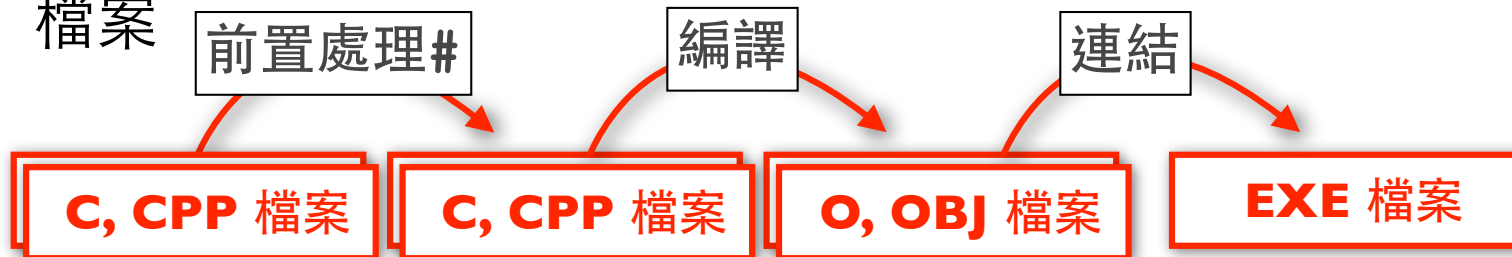 檔案
前置處理#
編譯
連結
C, CPP 檔案
C, CPP 檔案
O, OBJ 檔案
EXE 檔案